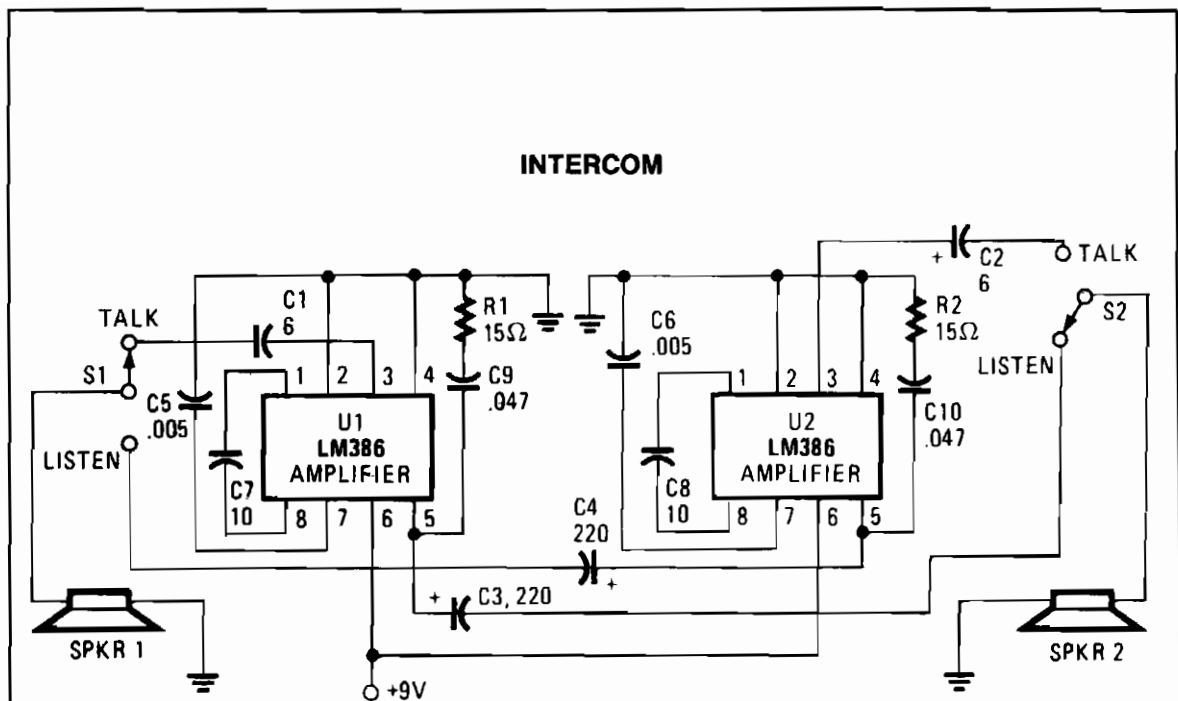 INTERCOM
C1
6
TALK
S1
C5
.005
LISTEN
C7
10
1 2 3 4
U1
LM386
AMPLIFIER
8 7 6 5
R1
15Ω
C9
.047
C6
.005
C8
10
1 2 3 4
U2
LM386
AMPLIFIER
8 7 6 5
R2
15Ω
C10
.047
+ C2
6
TALK
S2
LISTEN
C4
220
+
+ C3, 220
SPKR 1
+9V
SPKR 2